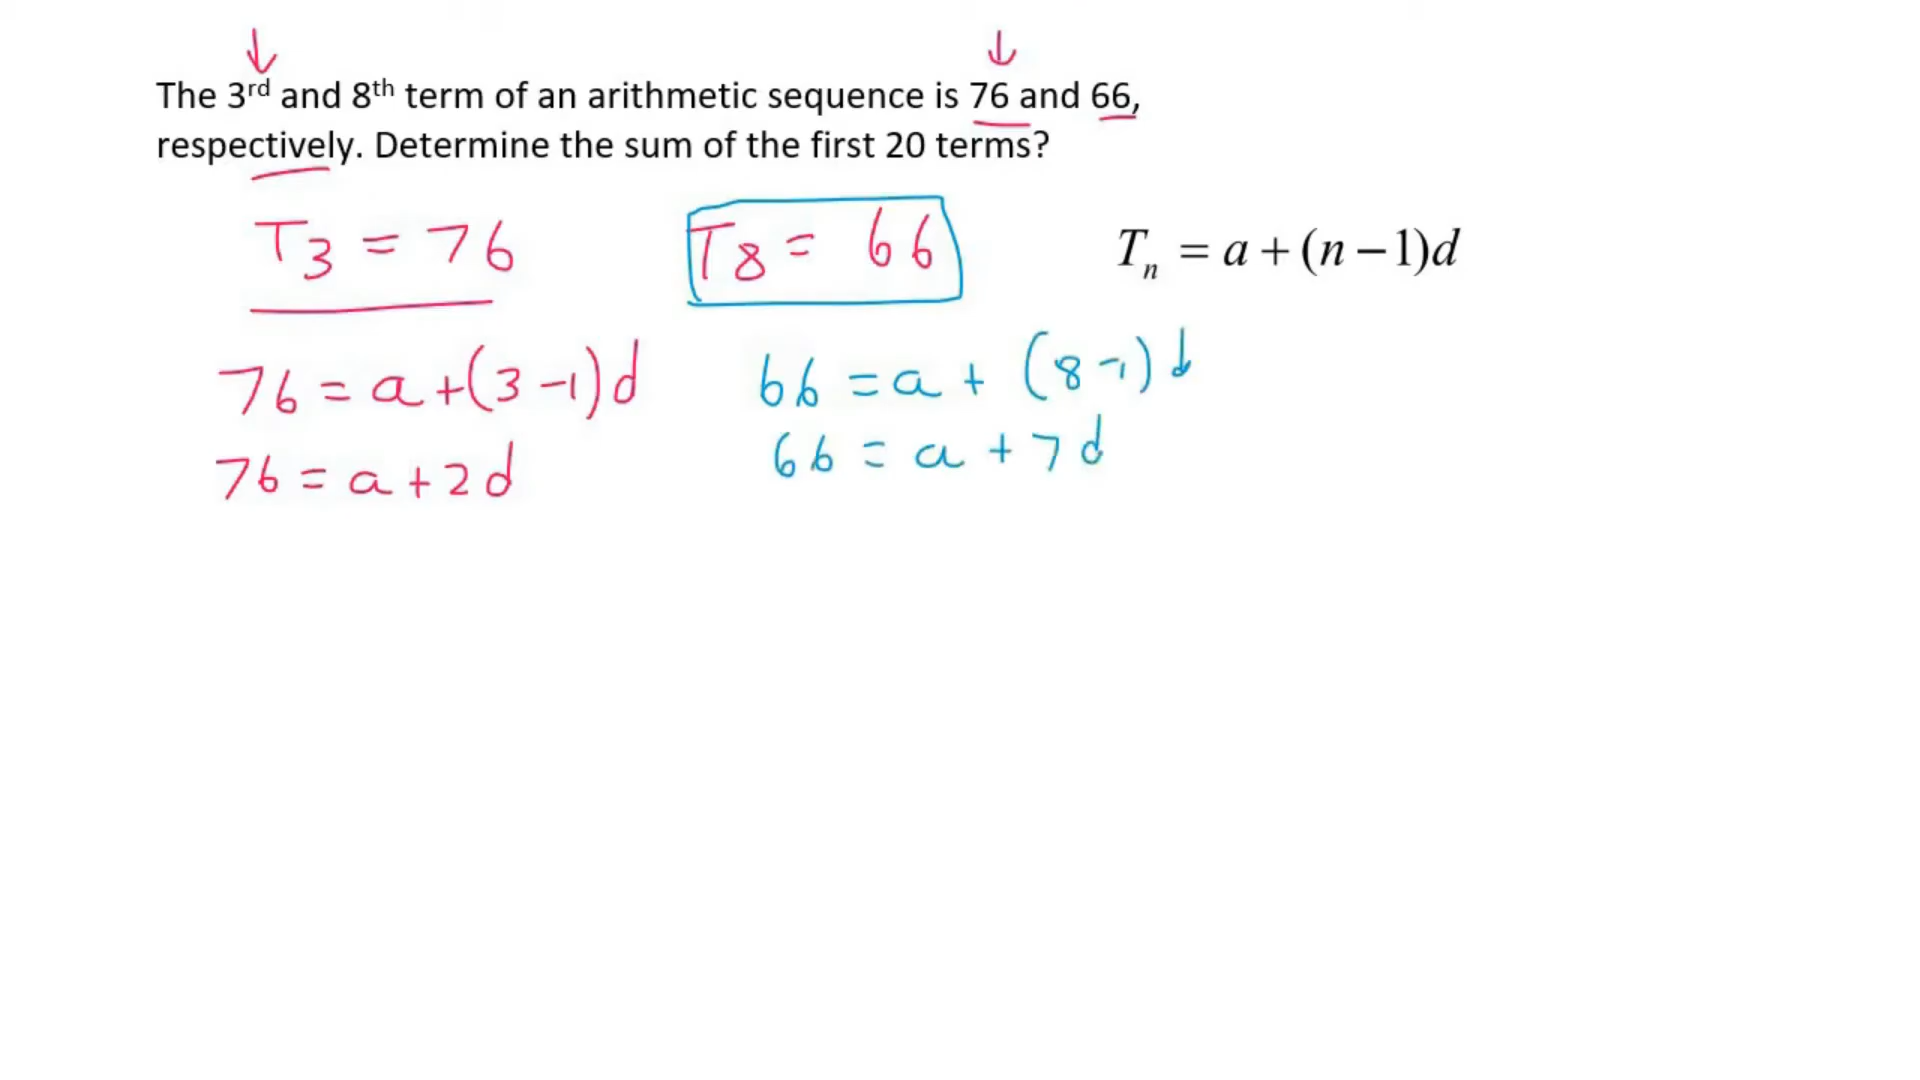 The 3rd and 8th term of an arithmetic sequence is 76 and 66,
respectively. Determine the sum of the first 20 terms?
T3 = 76
T8 = 66
Tn = a + (n − 1)d
76 = a + (3 - 1)d
66 = a + (8 - 1)d
76 = a + 2d
66 = a + 7d